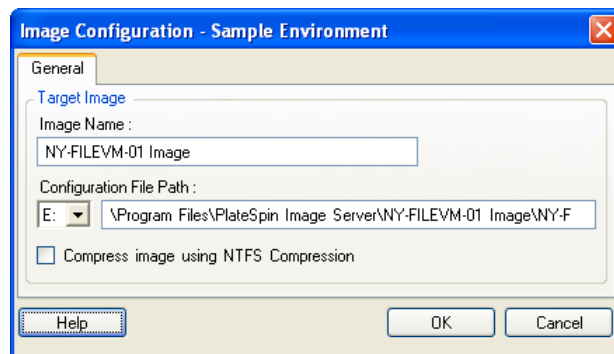 Image Configuration - Sample Environment
General
Target Image
Image Name :
NY-FILEVM-01 Image
Configuration File Path :
E: \Program Files\PlateSpin Image Server\NY-FILEVM-01 Image\NY-F
Compress image using NTFS Compression
Help OK Cancel